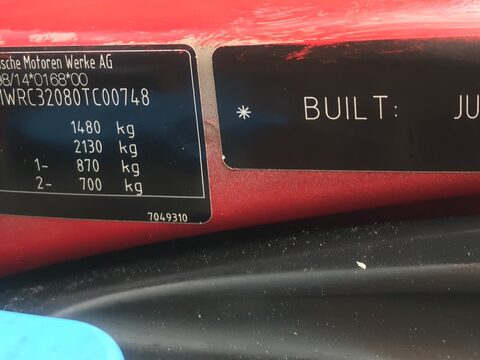 sche Motoren Werke AG
98/14*0168*00
MWRC32080TC00748
1480 kg
2130 kg
1- 870 kg
2- 700 kg
7049310
* BUILT: JU